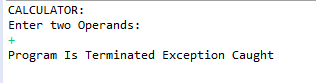 CALCULATOR:
Enter two Operands:
+
Program Is Terminated Exception Caught